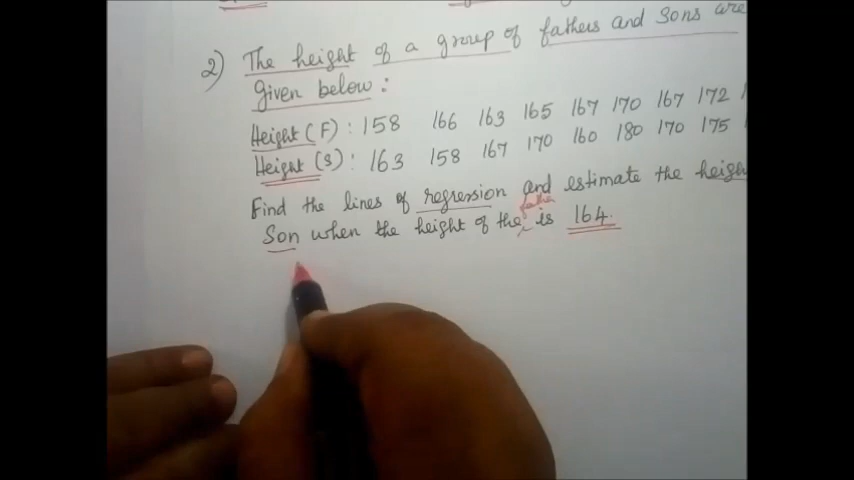 2) The height of a group of fathers and Sons are
given below :
Height (F) : 158 166 163 165 167 170 167 172
Height (S) : 163 158 167 170 160 180 170 175
Find the lines of regression and estimate the heigh
father
Son when the height of the is 164.